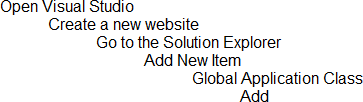 Open Visual Studio
Create a new website
Go to the Solution Explorer
Add New Item
Global Application Class
Add